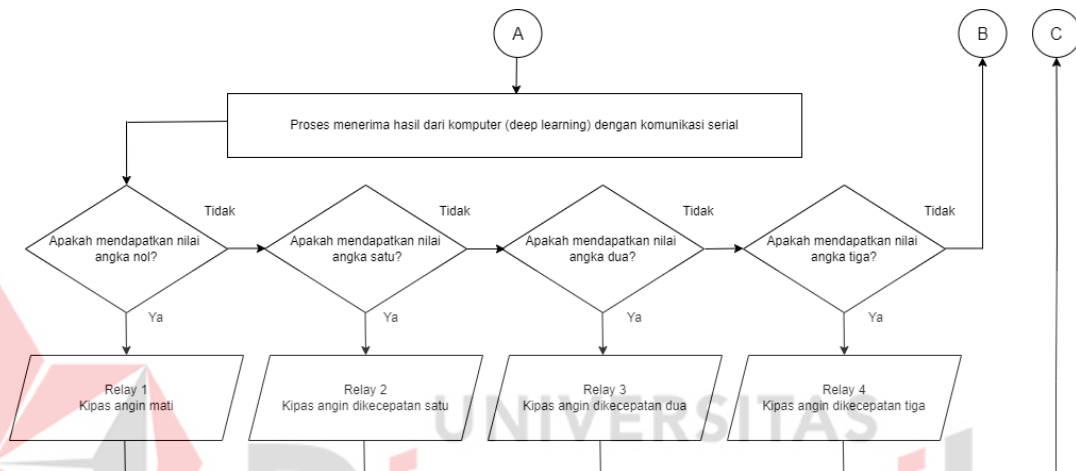 A
B
C
Proses menerima hasil dari komputer (deep learning) dengan komunikasi serial
Tidak
Tidak
Tidak
Tidak
Apakah mendapatkan nilai
angka nol?
Apakah mendapatkan nilai
angka satu?
Apakah mendapatkan nilai
angka dua?
Apakah mendapatkan nilai
angka tiga?
Ya
Ya
Ya
Ya
Relay 1
Kipas angin mati
Relay 2
Kipas angin dikecepatan satu
Relay 3
Kipas angin dikecepatan dua
Relay 4
Kipas angin dikecepatan tiga
UNIVERSITAS